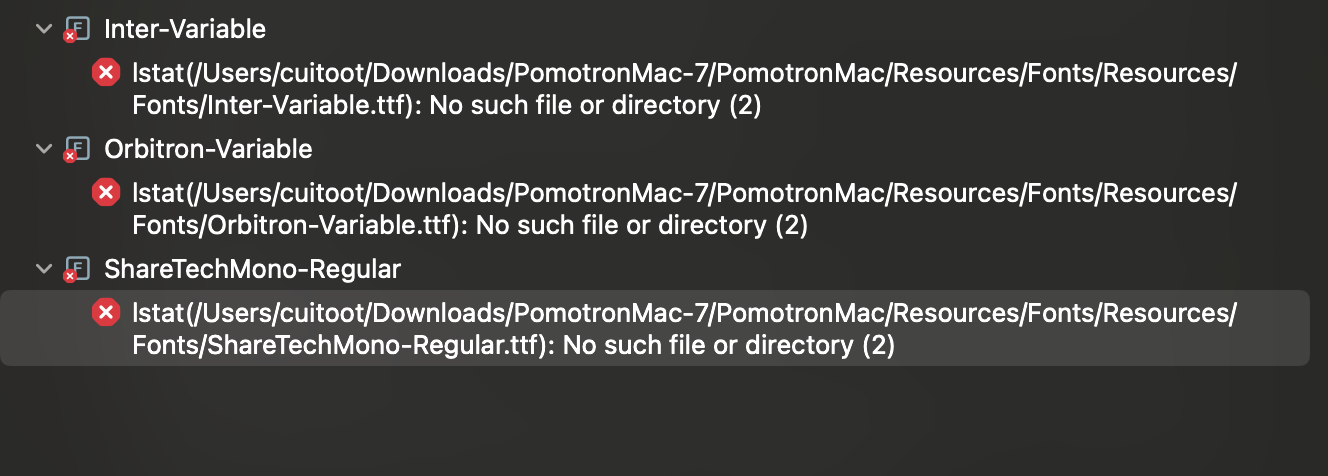 Inter-Variable
lstat(/Users/cuitoot/Downloads/PomotronMac-7/PomotronMac/Resources/Fonts/Resources/
Fonts/Inter-Variable.ttf): No such file or directory (2)
Orbitron-Variable
lstat(/Users/cuitoot/Downloads/PomotronMac-7/PomotronMac/Resources/Fonts/Resources/
Fonts/Orbitron-Variable.ttf): No such file or directory (2)
ShareTechMono-Regular
lstat(/Users/cuitoot/Downloads/PomotronMac-7/PomotronMac/Resources/Fonts/Resources/
Fonts/ShareTechMono-Regular.ttf): No such file or directory (2)